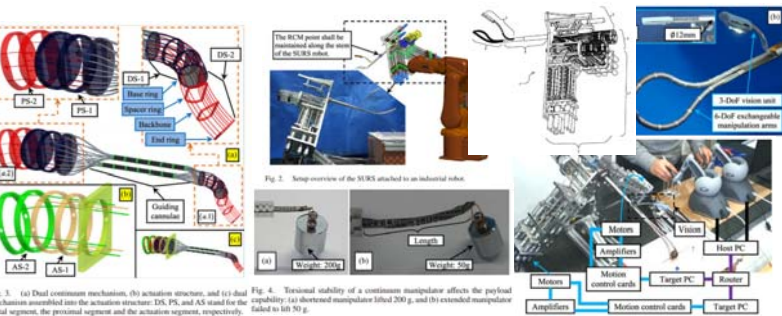 PS-2
PS-1
DS-1
DS-2
Base ring
Spacer ring
Backbone
End ring
(a)
(a.2)
Guiding
cannulae
(a.1)
(b)
(c)
AS-2
AS-1
3. (a) Dual continuum mechanism, (b) actuation structure, and (c) dual
mechanism assembled into the actuation structure: DS, PS, and AS stand for the
segment, the proximal segment and the actuation segment, respectively.
The RCM point shall be
maintained along the stem
of the SURS robot.
Fig. 2. Setup overview of the SURS attached to an industrial robot.
(a)
Weight: 200g
(b)
Length
Weight: 50g
Fig. 4. Torsional stability of a continuum manipulator affects the payload
capability: (a) shortened manipulator lifted 200 g, and (b) extended manipulator
failed to lift 50 g.
(b)
Ø12mm
3-DoF vision unit
6-DoF exchangeable
manipulation arms
Motors
Amplifiers
Motion
control cards
Vision
Host PC
Target PC
Router
Motors
Amplifiers
Motion control cards
Target PC